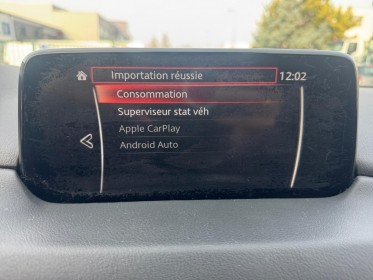 Importation réussie
12:02
Consommation
Superviseur stat véh
Apple CarPlay
Android Auto